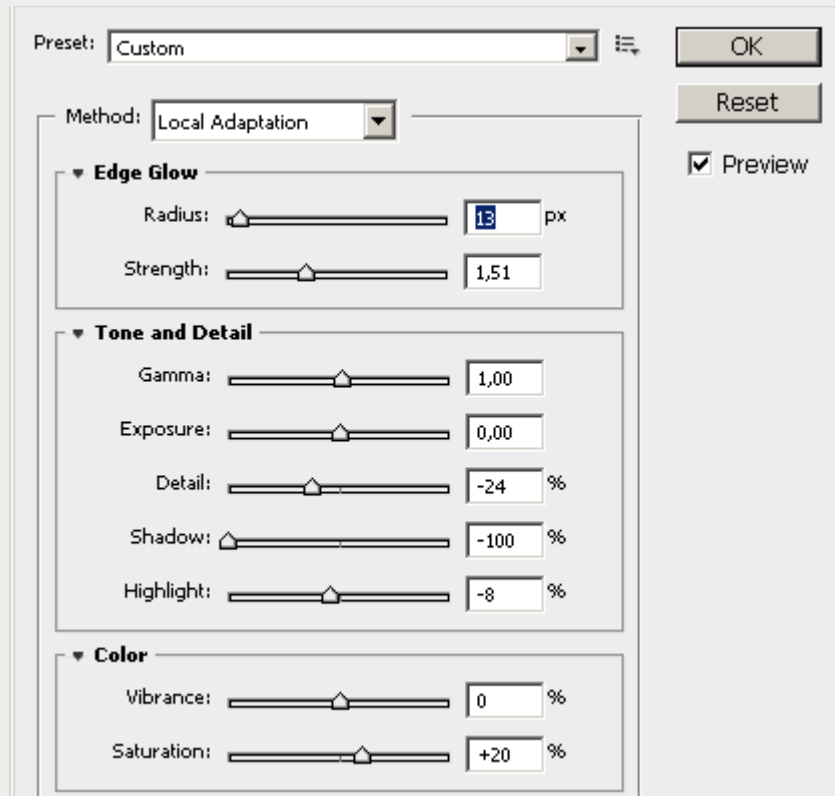 Preset: Custom OK
Method: Local Adaptation Reset
Preview
Edge Glow
Radius: 13 px
Strength: 1,51
Tone and Detail
Gamma: 1,00
Exposure: 0,00
Detail: -24 %
Shadow: -100 %
Highlight: -8 %
Color
Vibrance: 0 %
Saturation: +20 %